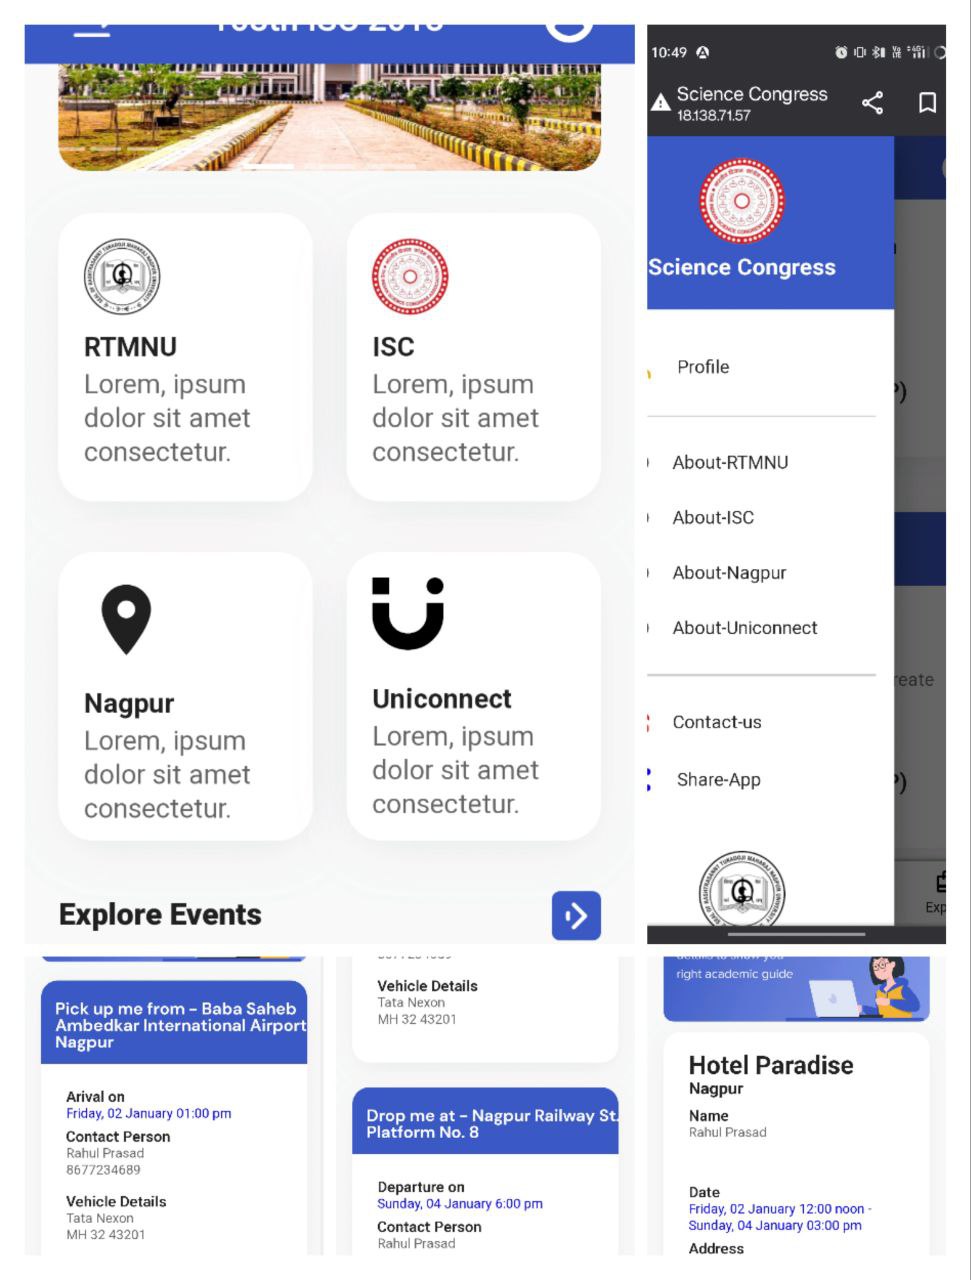 RTMNU
Lorem, ipsum
dolor sit amet
consectetur.
ISC
Lorem, ipsum
dolor sit amet
consectetur.
Nagpur
Lorem, ipsum
dolor sit amet
consectetur.
Uniconnect
Lorem, ipsum
dolor sit amet
consectetur.
Explore Events
10:49
Science Congress
18.138.71.57
Science Congress
Profile
About-RTMNU
About-ISC
About-Nagpur
About-Uniconnect
Contact-us
Share-App
reate
Exp
Pick up me from - Baba Saheb
Ambedkar International Airport
Nagpur
Arival on
Friday, 02 January 01:00 pm
Contact Person
Rahul Prasad
8677234689
Vehicle Details
Tata Nexon
MH 32 43201
Vehicle Details
Tata Nexon
MH 32 43201
Drop me at - Nagpur Railway St.
Platform No. 8
Departure on
Sunday, 04 January 6:00 pm
Contact Person
Rahul Prasad
details to show you
right academic guide
Hotel Paradise
Nagpur
Name
Rahul Prasad
Date
Friday, 02 January 12:00 noon -
Sunday, 04 January 03:00 pm
Address